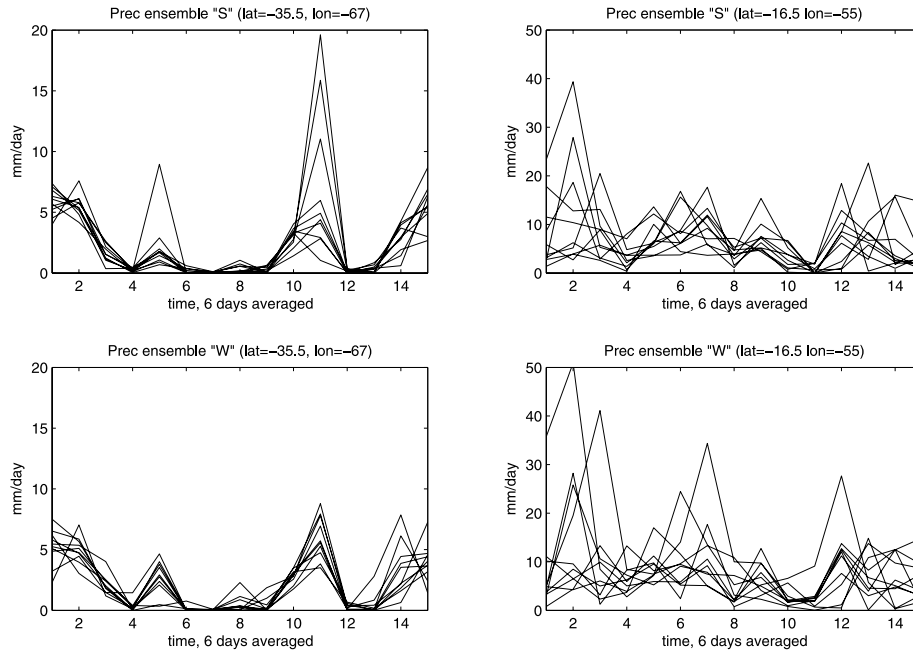 Prec ensemble "S" (lat=−35.5, lon=−67)
20
15
10
5
0
mm/day
2 4 6 8 10 12 14
time, 6 days averaged
Prec ensemble "S" (lat=−16.5 lon=−55)
50
40
30
20
10
0
mm/day
2 4 6 8 10 12 14
time, 6 days averaged
Prec ensemble "W" (lat=−35.5, lon=−67)
20
15
10
5
0
mm/day
2 4 6 8 10 12 14
time, 6 days averaged
Prec ensemble "W" (lat=−16.5 lon=−55)
50
40
30
20
10
0
mm/day
2 4 6 8 10 12 14
time, 6 days averaged